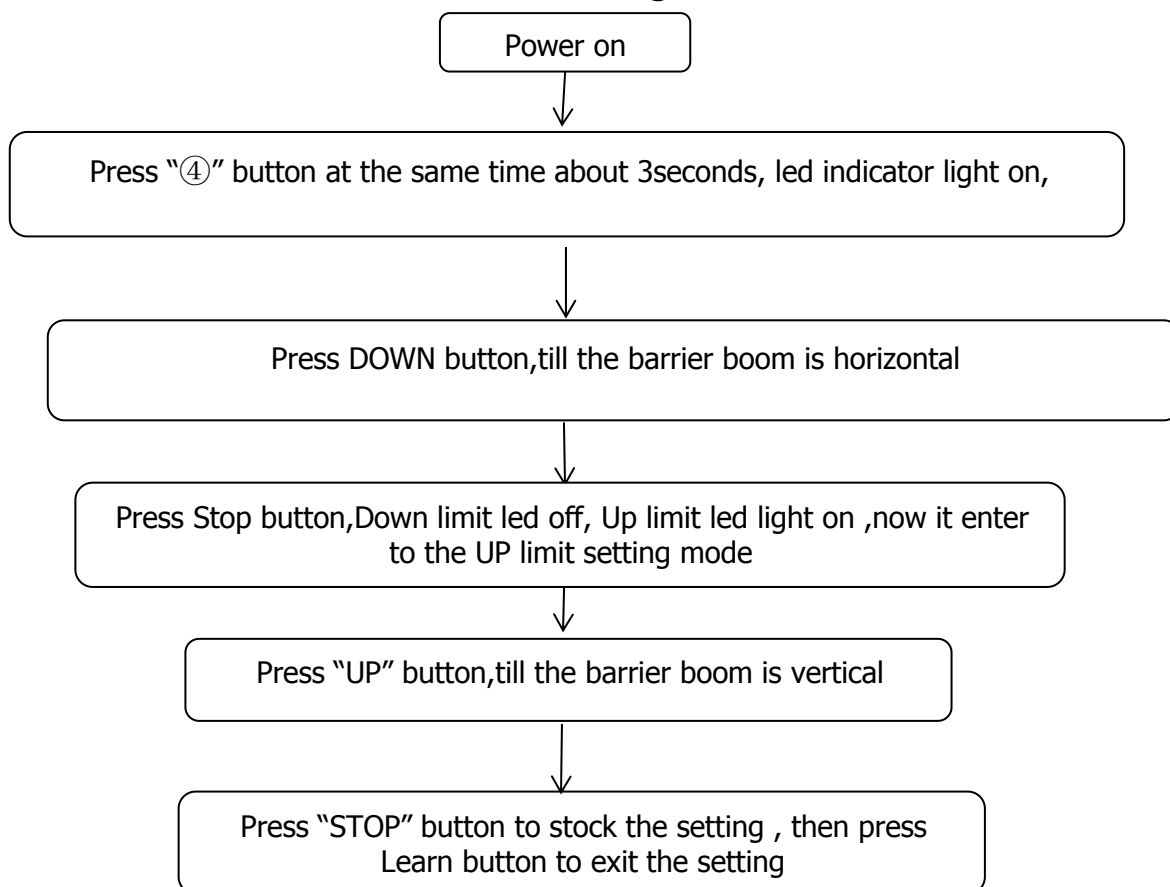 Power on
Press “④” button at the same time about 3seconds, led indicator light on,
Press DOWN button,till the barrier boom is horizontal
Press Stop button,Down limit led off, Up limit led light on ,now it enter
to the UP limit setting mode
Press “UP” button,till the barrier boom is vertical
Press “STOP” button to stock the setting , then press
Learn button to exit the setting